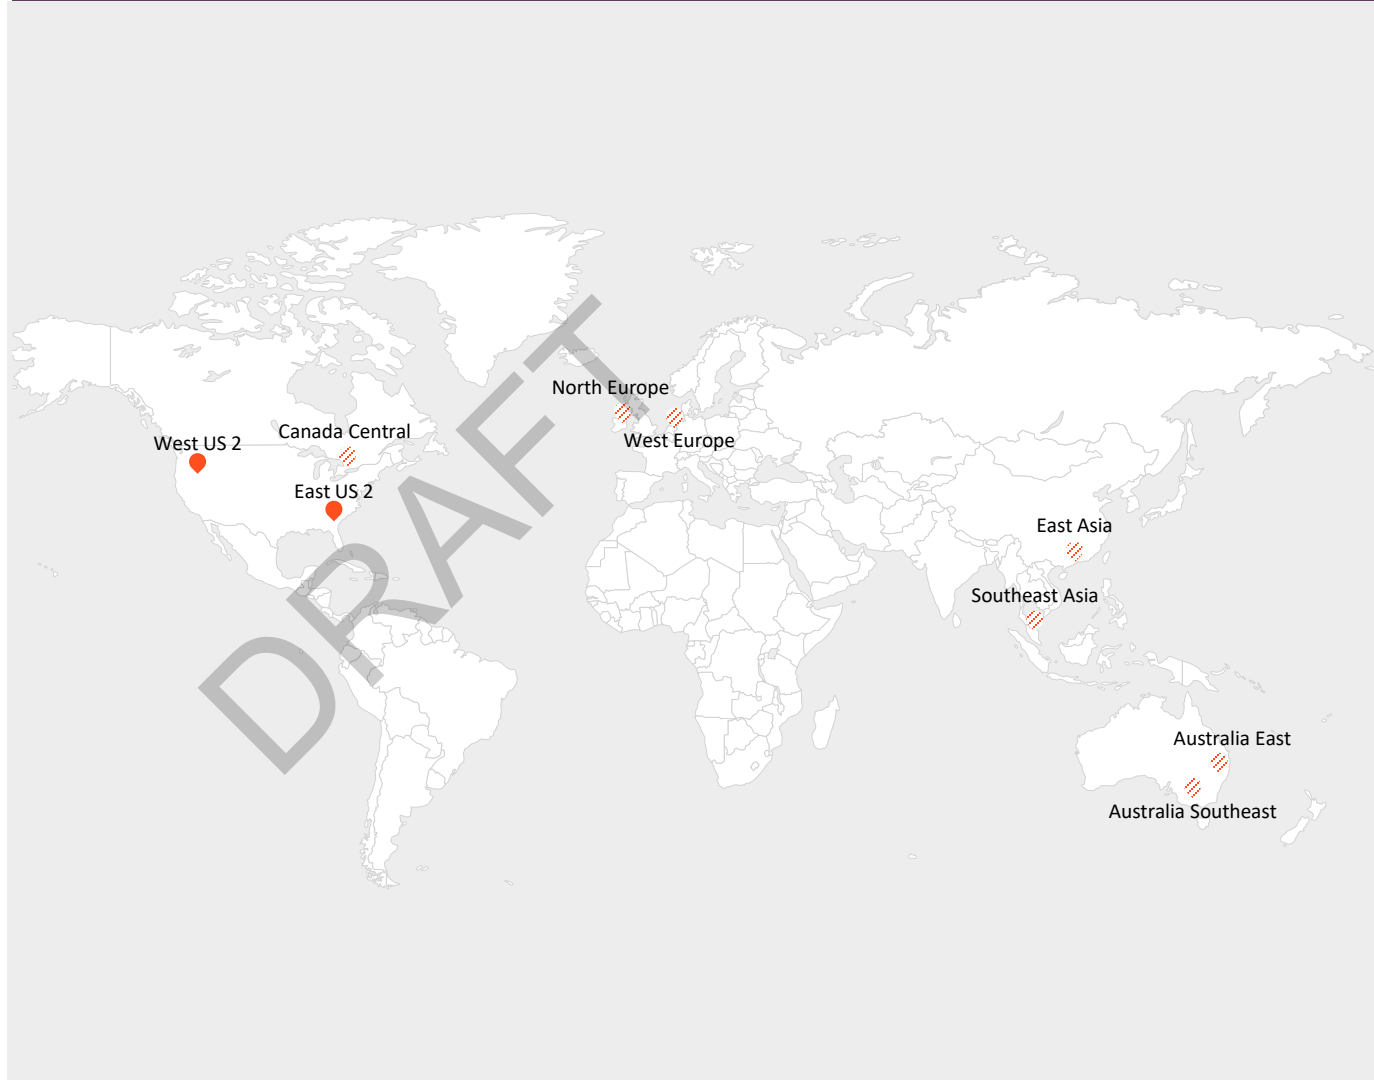 North Europe
Canada Central
West US 2
West Europe
East US 2
East Asia
Southeast Asia
Australia East
Australia Southeast
DRAFT